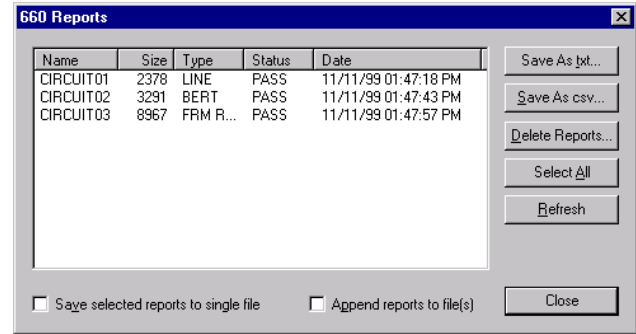 660 Reports
Name Size Type Status Date
CIRCUIT01 2378 LINE PASS 11/11/99 01:47:18 PM
CIRCUIT02 3291 BERT PASS 11/11/99 01:47:43 PM
CIRCUIT03 8967 FRM R... PASS 11/11/99 01:47:57 PM
Save As txt...
Save As csv...
Delete Reports...
Select All
Refresh
Save selected reports to single file
Append reports to file(s)
Close